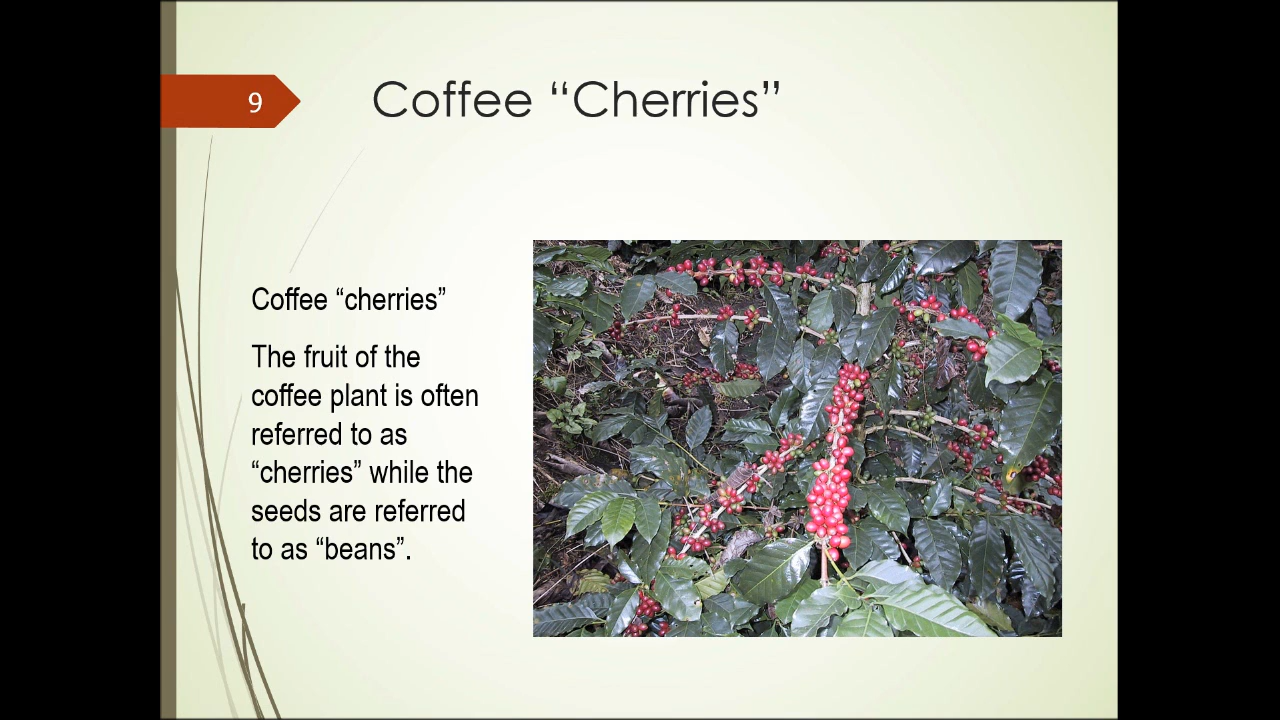 9
Coffee “Cherries”
Coffee “cherries”
The fruit of the
coffee plant is often
referred to as
“cherries” while the
seeds are referred
to as “beans”.